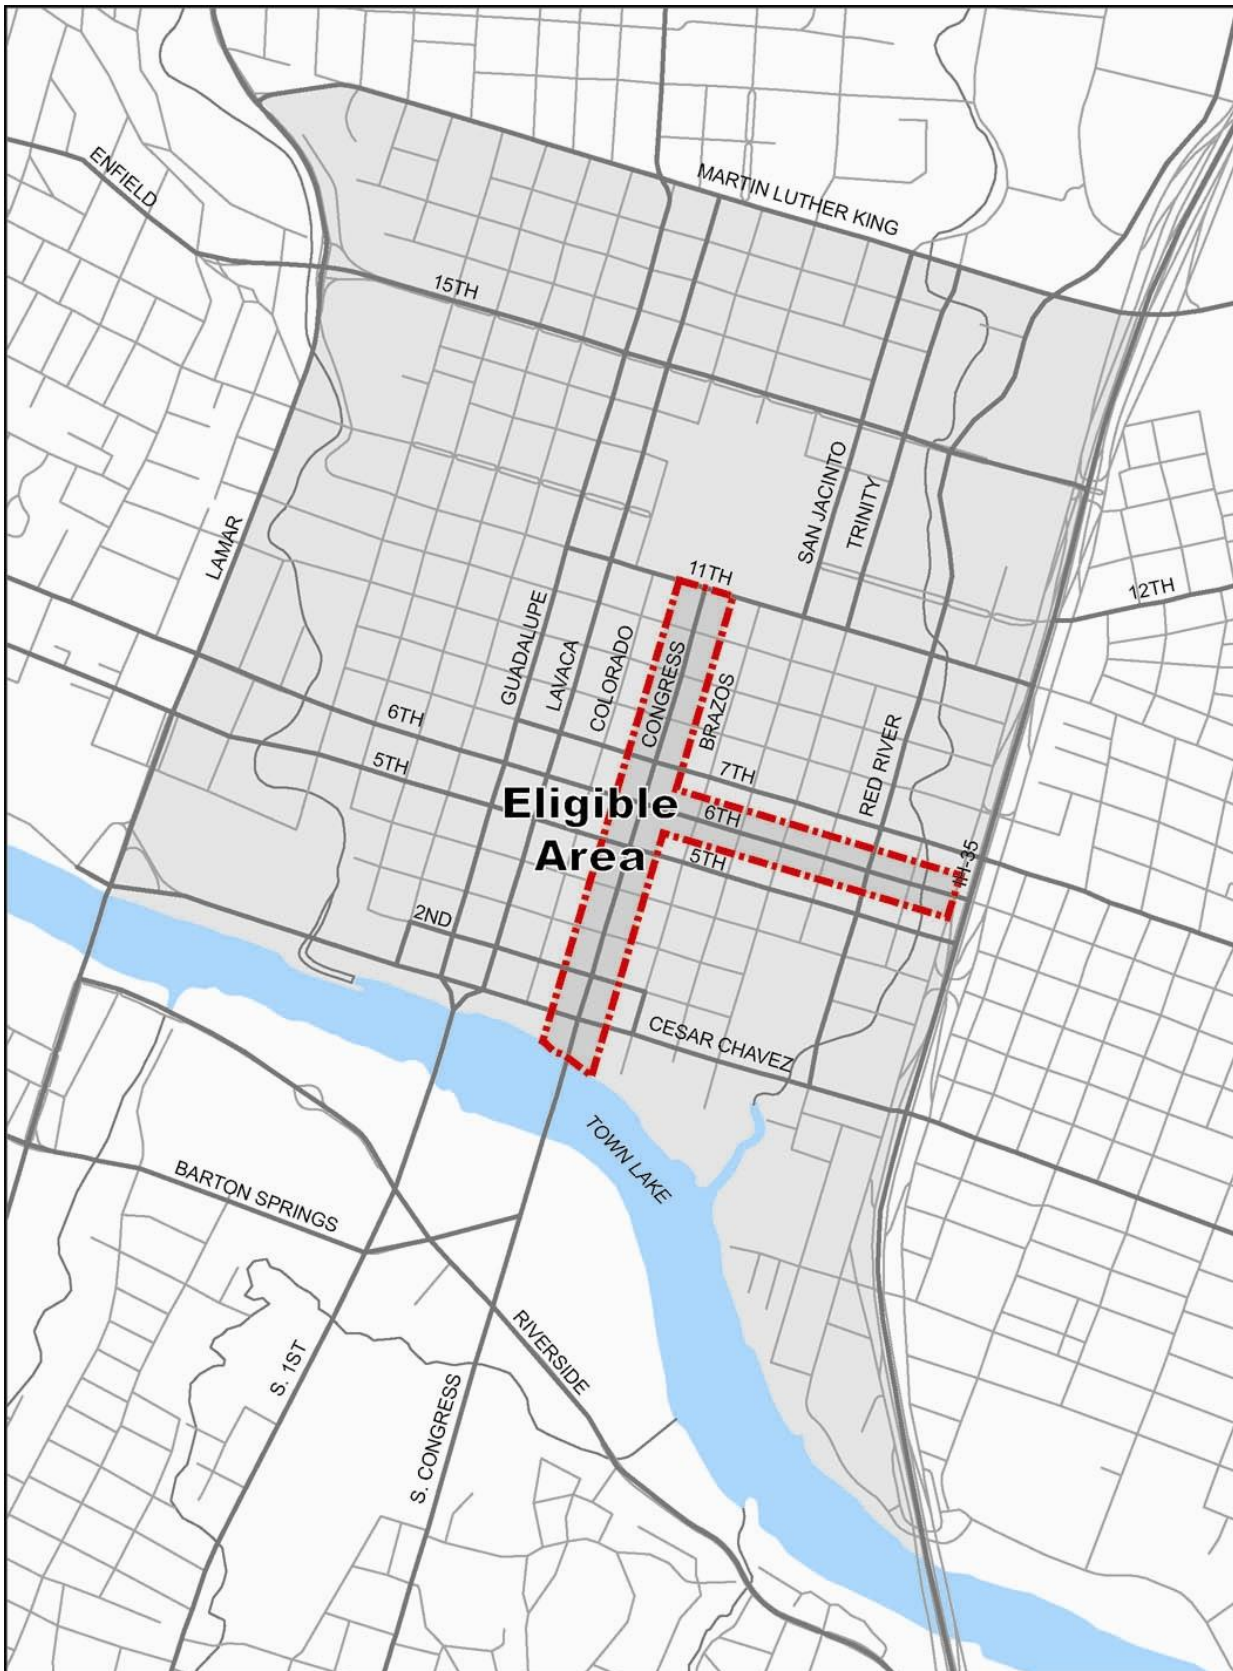 MARTIN LUTHER KING
ENFIELD
15TH
SAN JACINTO
TRINITY
LAMAR
11TH
12TH
GUADALUPE
LAVACA
COLORADO
CONGRESS
BRAZOS
6TH
5TH
7TH
RED RIVER
Eligible
Area
6TH
5TH
IH-35
2ND
CESAR CHAVEZ
TOWN LAKE
BARTON SPRINGS
S. 1ST
RIVERSIDE
S. CONGRESS